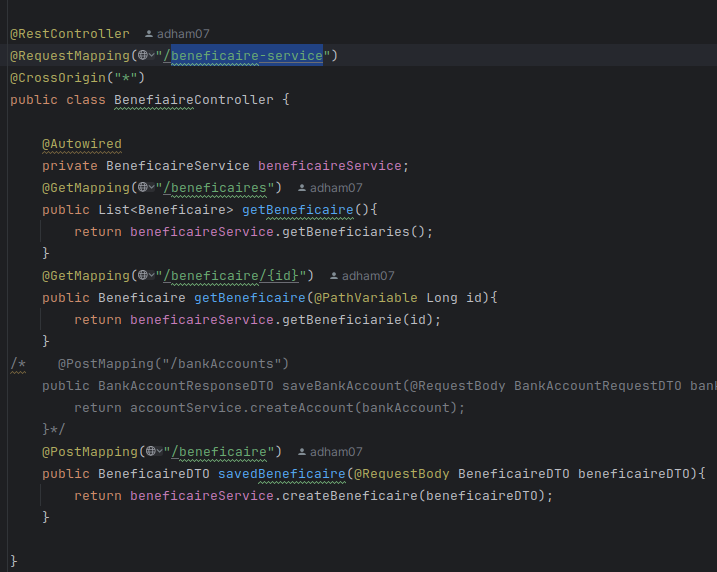 @RestController adham07
@RequestMapping("/beneficaire-service")
@CrossOrigin("*")
public class BenefiaireController {
@Autowired
private BeneficaireService beneficaireService;
@GetMapping("/beneficaires") adham07
public List<Beneficaire> getBeneficaire(){
return beneficaireService.getBeneficiaries();
}
@GetMapping("/beneficaire/{id}") adham07
public Beneficaire getBeneficaire(@PathVariable Long id){
return beneficaireService.getBeneficiarie(id);
}
/* @PostMapping("/bankAccounts")
public BankAccountResponseDTO saveBankAccount(@RequestBody BankAccountRequestDTO bank
return accountService.createAccount(bankAccount);
}*/
@PostMapping("/beneficaire") adham07
public BeneficaireDTO savedBeneficaire(@RequestBody BeneficaireDTO beneficaireDTO){
return beneficaireService.createBeneficaire(beneficaireDTO);
}
}